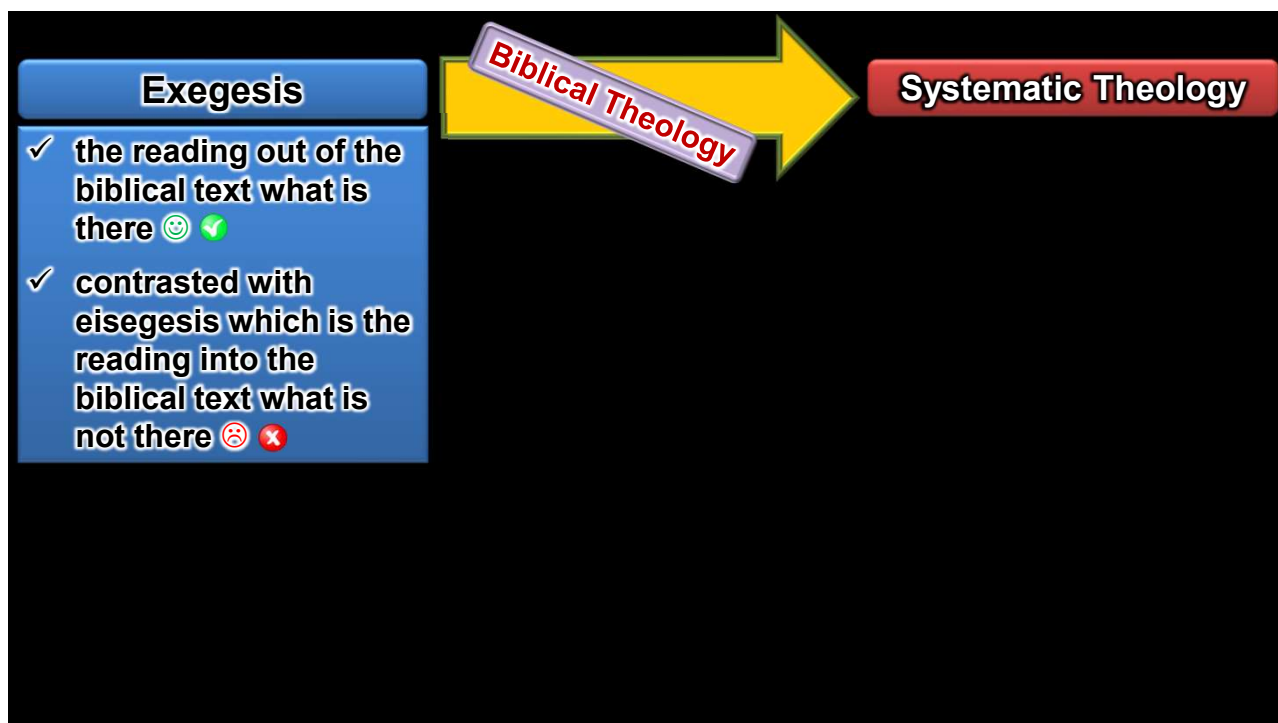 Exegesis
Biblical Theology
Systematic Theology
✓ the reading out of the
biblical text what is
there
✓ contrasted with
eisegesis which is the
reading into the
biblical text what is
not there